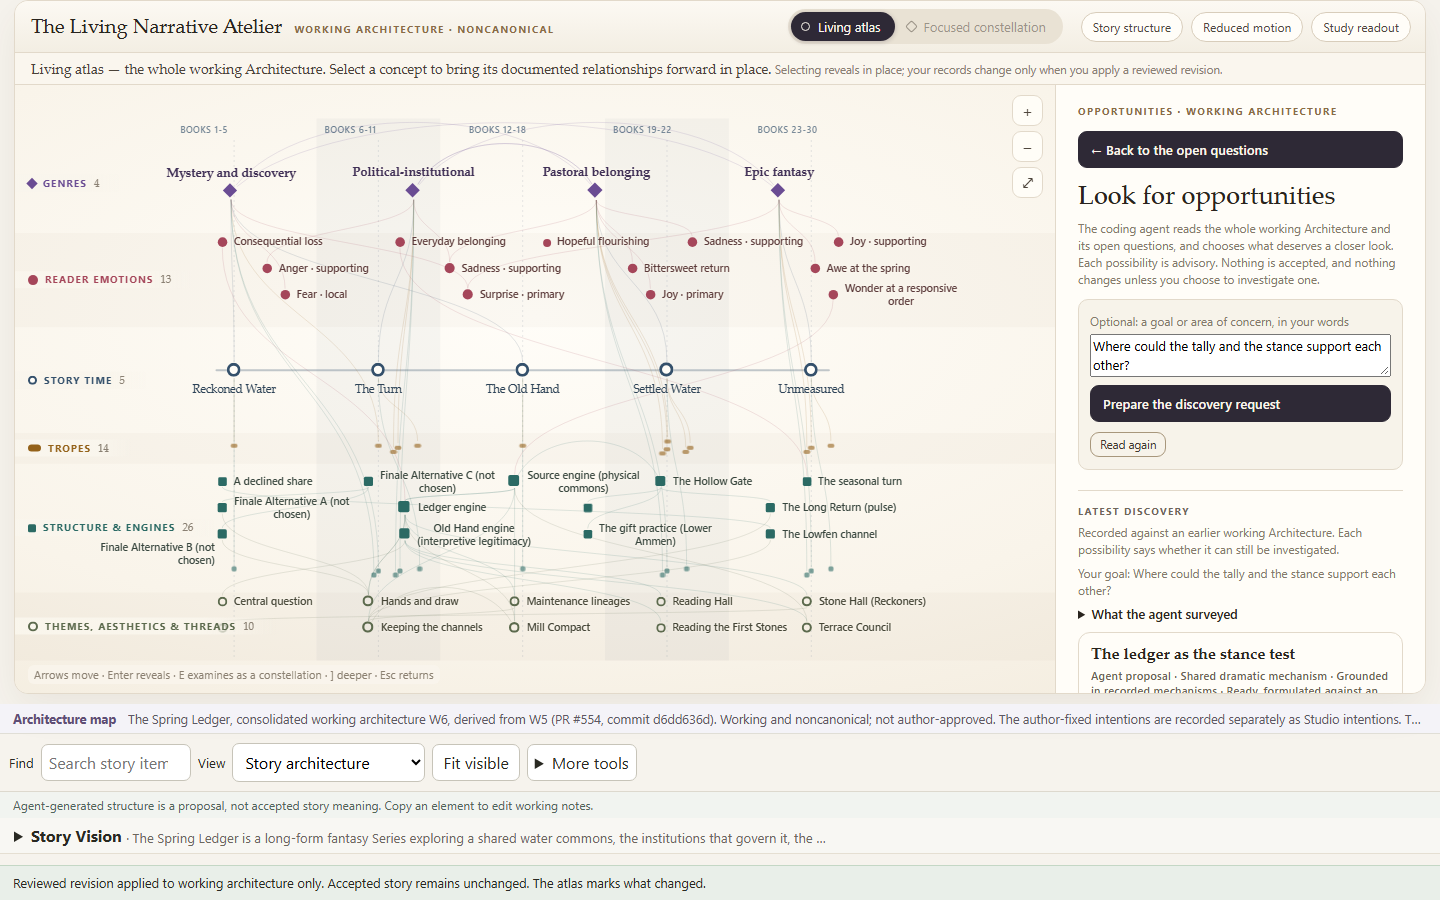 The Living Narrative Atelier WORKING ARCHITECTURE · NONCANONICAL
Living atlas
Focused constellation
Story structure
Reduced motion
Study readout
Living atlas — the whole working Architecture. Select a concept to bring its documented relationships forward in place. Selecting reveals in place; your records change only when you apply a reviewed revision.
BOOKS 1-5
BOOKS 6-11
BOOKS 12-18
BOOKS 19-22
BOOKS 23-30
+
−
GENRES 4
Mystery and discovery
Political-institutional
Pastoral belonging
Epic fantasy
READER EMOTIONS 13
Consequential loss
Everyday belonging
Hopeful flourishing
Sadness · supporting
Joy · supporting
Anger · supporting
Sadness · supporting
Bittersweet return
Awe at the spring
Fear · local
Surprise · primary
Joy · primary
Wonder at a responsive
order
STORY TIME 5
Reckoned Water
The Turn
The Old Hand
Settled Water
Unmeasured
TROPES 14
STRUCTURE & ENGINES 26
A declined share
Finale Alternative C (not
chosen)
Source engine (physical
commons)
The Hollow Gate
The seasonal turn
Finale Alternative A (not
chosen)
Ledger engine
The Long Return (pulse)
Finale Alternative B (not
chosen)
Old Hand engine
(interpretive legitimacy)
The gift practice (Lower
Ammen)
The Lowfen channel
THEMES, AESTHETICS & THREADS 10
Central question
Hands and draw
Maintenance lineages
Reading Hall
Stone Hall (Reckoners)
Keeping the channels
Mill Compact
Reading the First Stones
Terrace Council
Arrows move · Enter reveals · E examines as a constellation · ] deeper · Esc returns
OPPORTUNITIES · WORKING ARCHITECTURE
← Back to the open questions
Look for opportunities
The coding agent reads the whole working Architecture and
its open questions, and chooses what deserves a closer look.
Each possibility is advisory. Nothing is accepted, and nothing
changes unless you choose to investigate one.
Optional: a goal or area of concern, in your words
Where could the tally and the stance support each
other?
Prepare the discovery request
Read again
LATEST DISCOVERY
Recorded against an earlier working Architecture. Each
possibility says whether it can still be investigated.
Your goal: Where could the tally and the stance support each
other?
What the agent surveyed
The ledger as the stance test
Agent proposal · Shared dramatic mechanism · Grounded
in recorded mechanisms · Ready, formulated against an
Architecture map The Spring Ledger, consolidated working architecture W6, derived from W5 (PR #554, commit d6dd636d). Working and noncanonical; not author-approved. The author-fixed intentions are recorded separately as Studio intentions. T...
Find
Search story item
View
Story architecture
Fit visible
More tools
Agent-generated structure is a proposal, not accepted story meaning. Copy an element to edit working notes.
Story Vision · The Spring Ledger is a long-form fantasy Series exploring a shared water commons, the institutions that govern it, the ...
Reviewed revision applied to working architecture only. Accepted story remains unchanged. The atlas marks what changed.